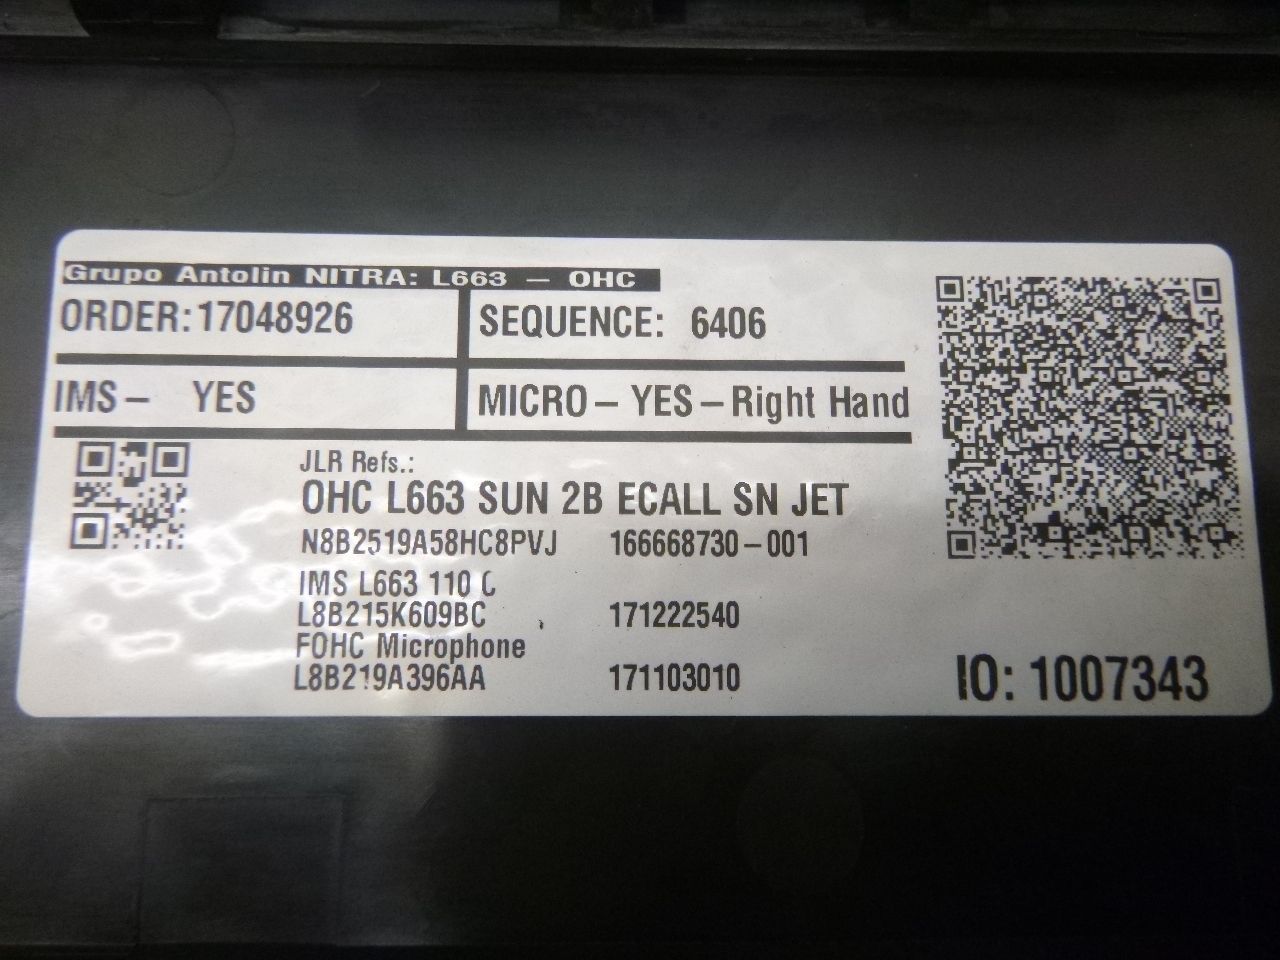 Grupo Antolin NITRA: L663 – OHC
ORDER:17048926
SEQUENCE: 6406
IMS– YES
MICRO – YES – Right Hand
JLR Refs.:
OHC L663 SUN 2B ECALL SN JET
N8B2519A58HC8PVJ 166668730–001
IMS L663 110 C
L8B215K609BC 171222540
FOHC Microphone
L8B219A396AA 171103010
IO: 1007343